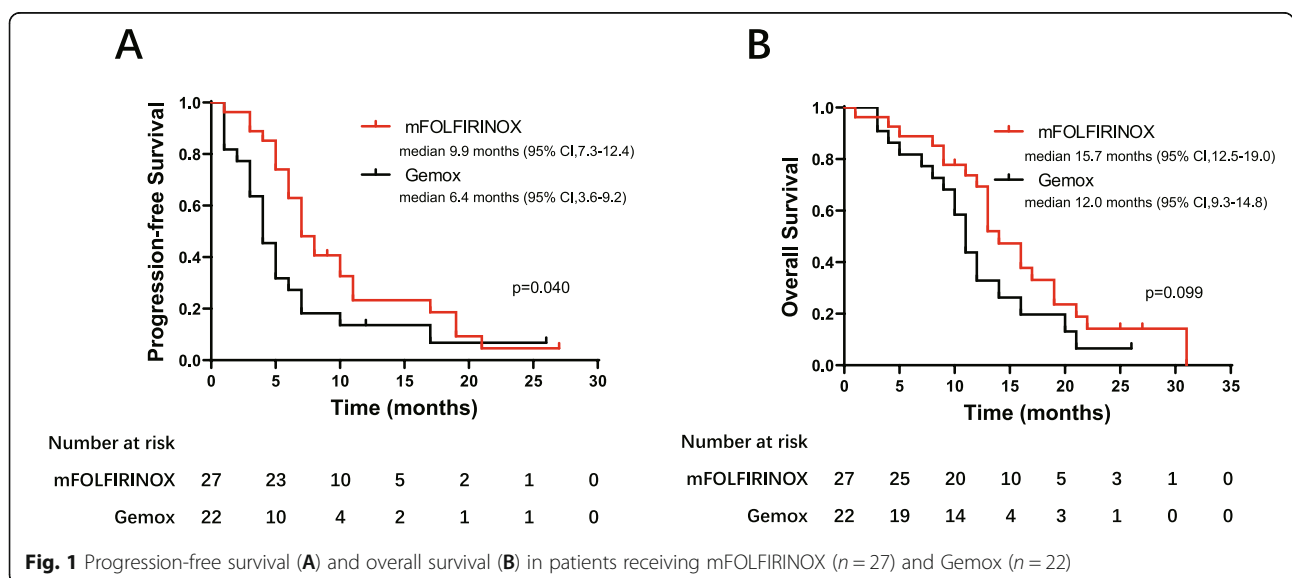 A
Progression-free Survival
1.0
0.8
0.6
0.4
0.2
0.0
mFOLFIRINOX
median 9.9 months (95% CI,7.3-12.4)
Gemox
median 6.4 months (95% CI,3.6-9.2)
p=0.040
0 5 10 15 20 25 30
Time (months)
Number at risk
mFOLFIRINOX 27 23 10 5 2 1 0
Gemox 22 10 4 2 1 1 0
B
Overall Survival
1.0
0.8
0.6
0.4
0.2
0.0
mFOLFIRINOX
median 15.7 months (95% CI,12.5-19.0)
Gemox
median 12.0 months (95% CI,9.3-14.8)
p=0.099
0 5 10 15 20 25 30 35
Time (months)
Number at risk
mFOLFIRINOX 27 25 20 10 5 3 1 0
Gemox 22 19 14 4 3 1 0 0
Fig. 1 Progression-free survival (A) and overall survival (B) in patients receiving mFOLFIRINOX (n = 27) and Gemox (n = 22)